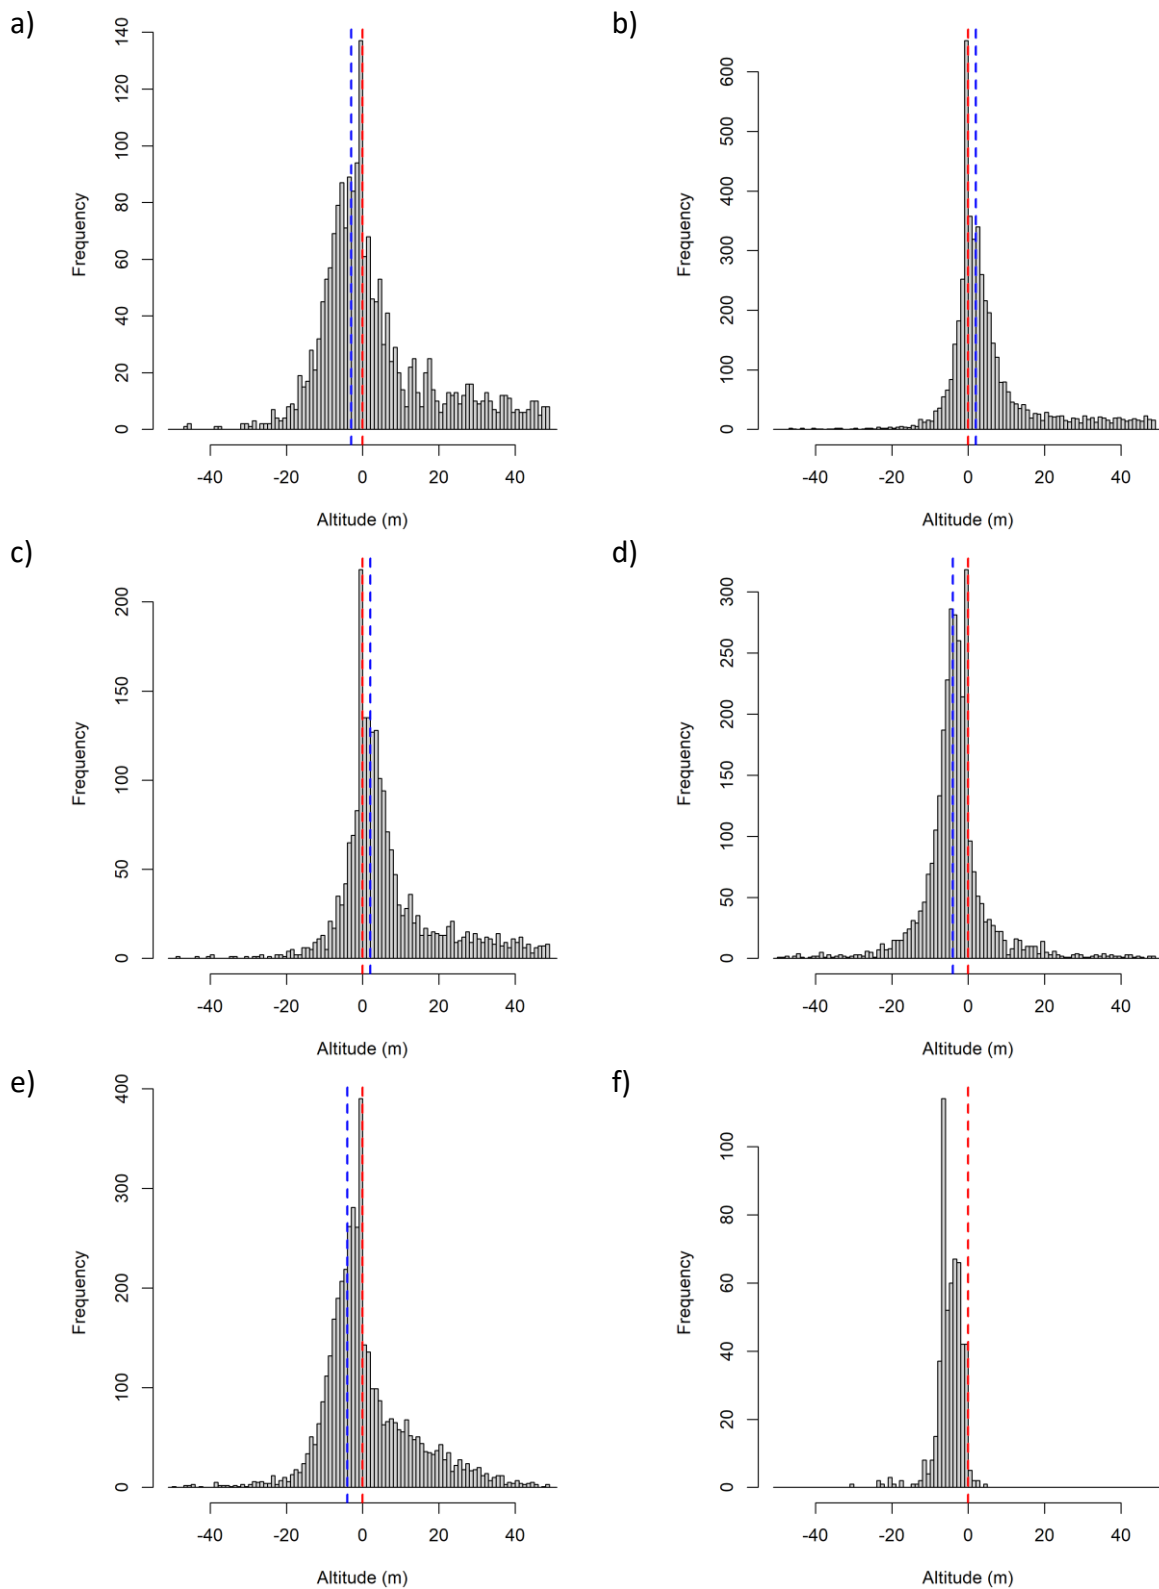 a)
Frequency
0 20 40 60 80 100 120 140
-40 -20 0 20 40
Altitude (m)
b)
Frequency
0 100 200 300 400 500 600
-40 -20 0 20 40
Altitude (m)
c)
Frequency
0 50 100 150 200
-40 -20 0 20 40
Altitude (m)
d)
Frequency
0 50 100 150 200 250 300
-40 -20 0 20 40
Altitude (m)
e)
Frequency
0 100 200 300 400
-40 -20 0 20 40
Altitude (m)
f)
Frequency
0 20 40 60 80 100
-40 -20 0 20 40
Altitude (m)